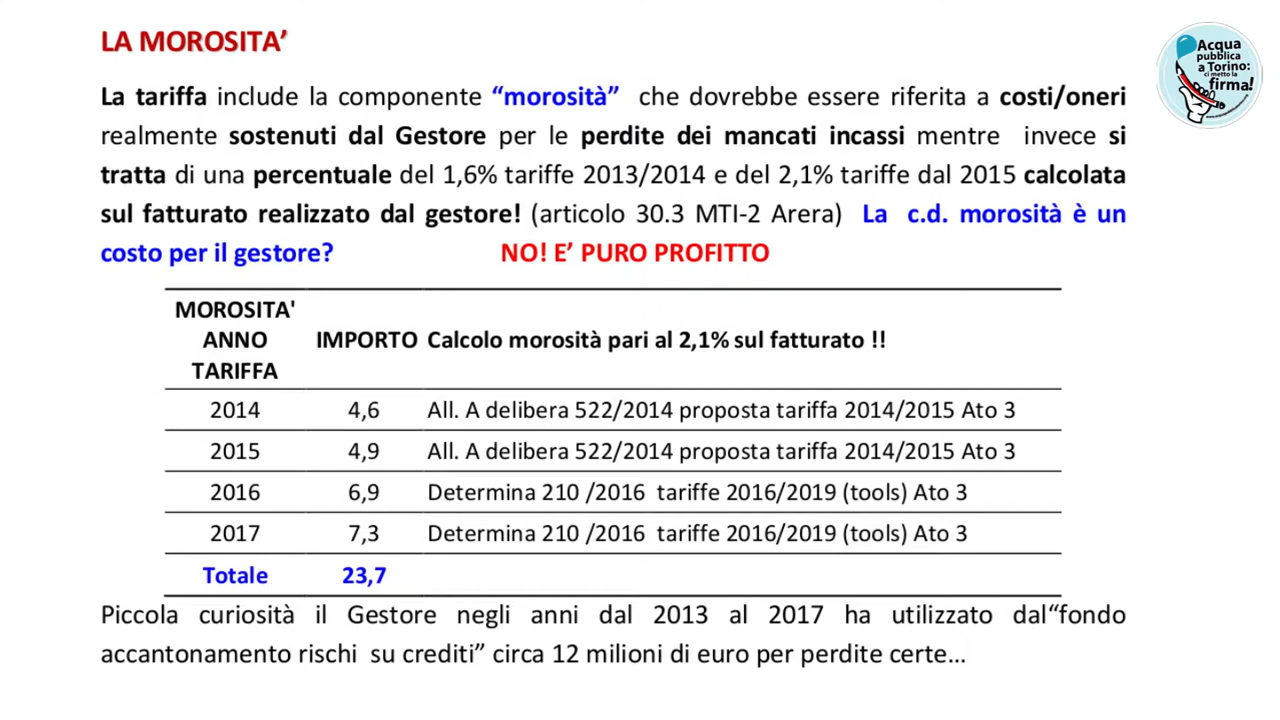 LA MOROSITA’
Acqua
pubblica
a Torino:
ci metto la
firma!
La tariffa include la componente “morosità” che dovrebbe essere riferita a costi/oneri
realmente sostenuti dal Gestore per le perdite dei mancati incassi mentre invece si
tratta di una percentuale del 1,6% tariffe 2013/2014 e del 2,1% tariffe dal 2015 calcolata
sul fatturato realizzato dal gestore! (articolo 30.3 MTI-2 Arera) La c.d. morosità è un
costo per il gestore? NO! E’ PURO PROFITTO
MOROSITA'
ANNO
TARIFFA
IMPORTO Calcolo morosità pari al 2,1% sul fatturato !!
2014 4,6 All. A delibera 522/2014 proposta tariffa 2014/2015 Ato 3
2015 4,9 All. A delibera 522/2014 proposta tariffa 2014/2015 Ato 3
2016 6,9 Determina 210 /2016 tariffe 2016/2019 (tools) Ato 3
2017 7,3 Determina 210 /2016 tariffe 2016/2019 (tools) Ato 3
Totale 23,7
Piccola curiosità il Gestore negli anni dal 2013 al 2017 ha utilizzato dal“fondo
accantonamento rischi su crediti” circa 12 milioni di euro per perdite certe…